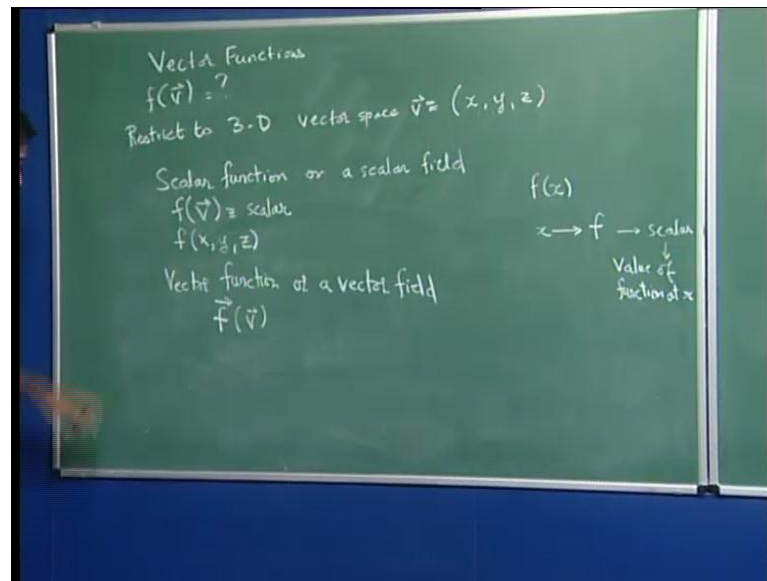 Vector Functions
f(v⃗) = ?
Restrict to 3-D vector space v⃗ = (x, y, z)
Scalar function or a scalar field
f(v⃗) = scalar
f(x, y, z)
Vector function or a vector field
f⃗(v⃗)
f(x)
x → f → scalar
↓
Value of
function at x